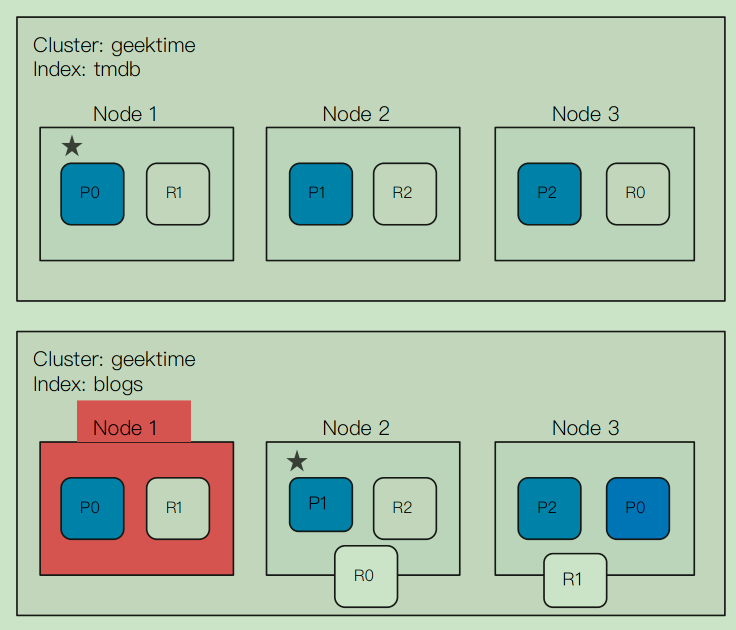 Cluster: geektime
Index: tmdb
Node 1 Node 2 Node 3
P0 R1 P1 R2 P2 R0
Cluster: geektime
Index: blogs
Node 1 Node 2 Node 3
P0 R1 P1 R2 P2 P0
R0 R1